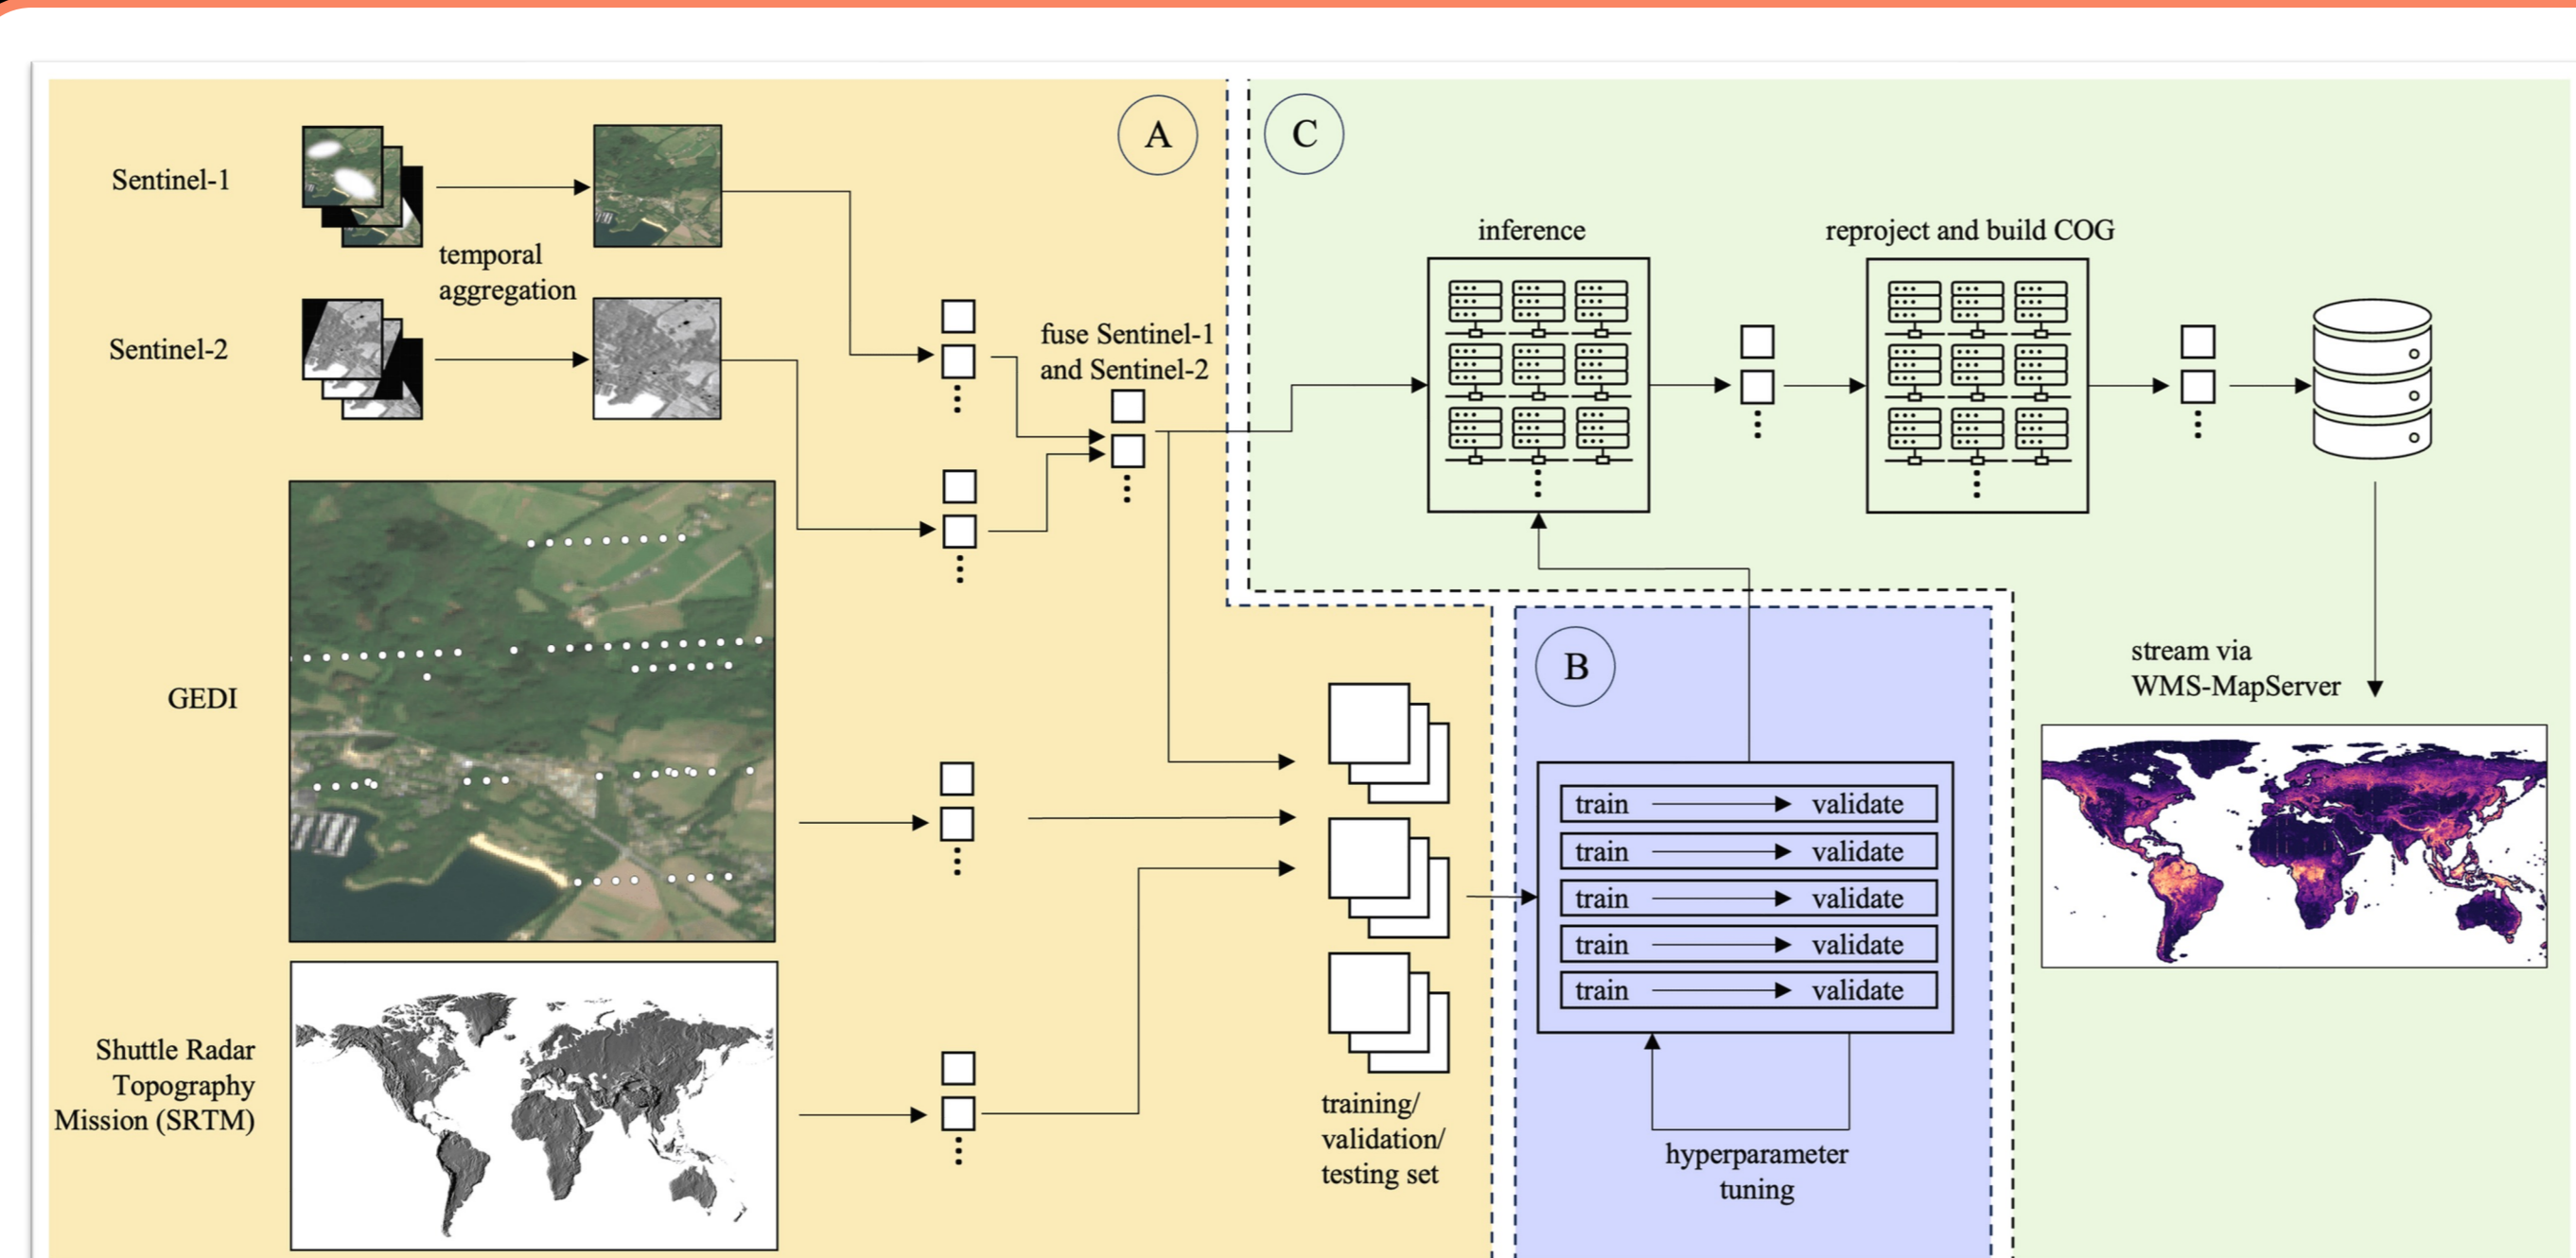 A
Sentinel-1
temporal
aggregation
Sentinel-2
fuse Sentinel-1
and Sentinel-2
GEDI
Shuttle Radar
Topography
Mission (SRTM)
training/
validation/
testing set
B
train validate
train validate
train validate
train validate
train validate
hyperparameter
tuning
C
inference
reproject and build COG
stream via
WMS-MapServer